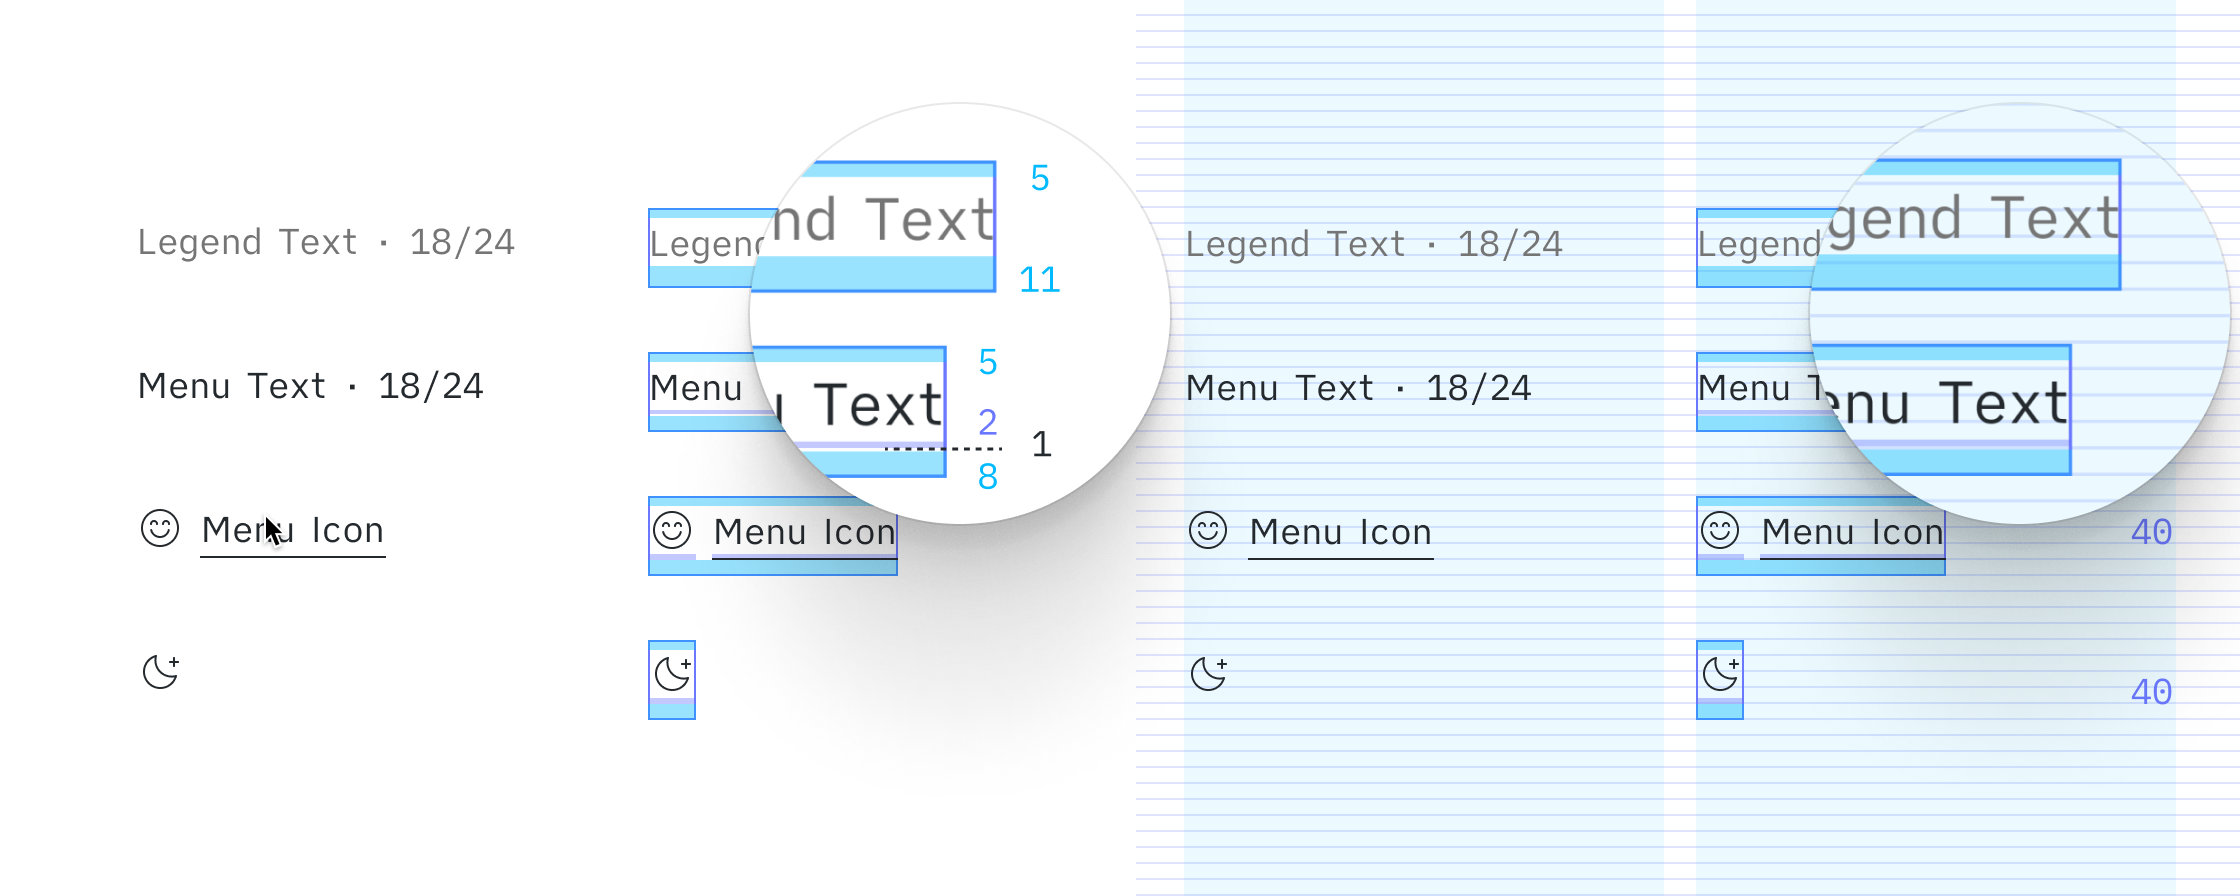 Legend Text · 18/24
Menu Text · 18/24
Menu Icon
Legend
nd Text
5
11
Menu
u Text
5
2
1
8
Menu Icon
Legend Text · 18/24
Menu Text · 18/24
Menu Icon
Legend
gend Text
Menu T
enu Text
Menu Icon
40
40